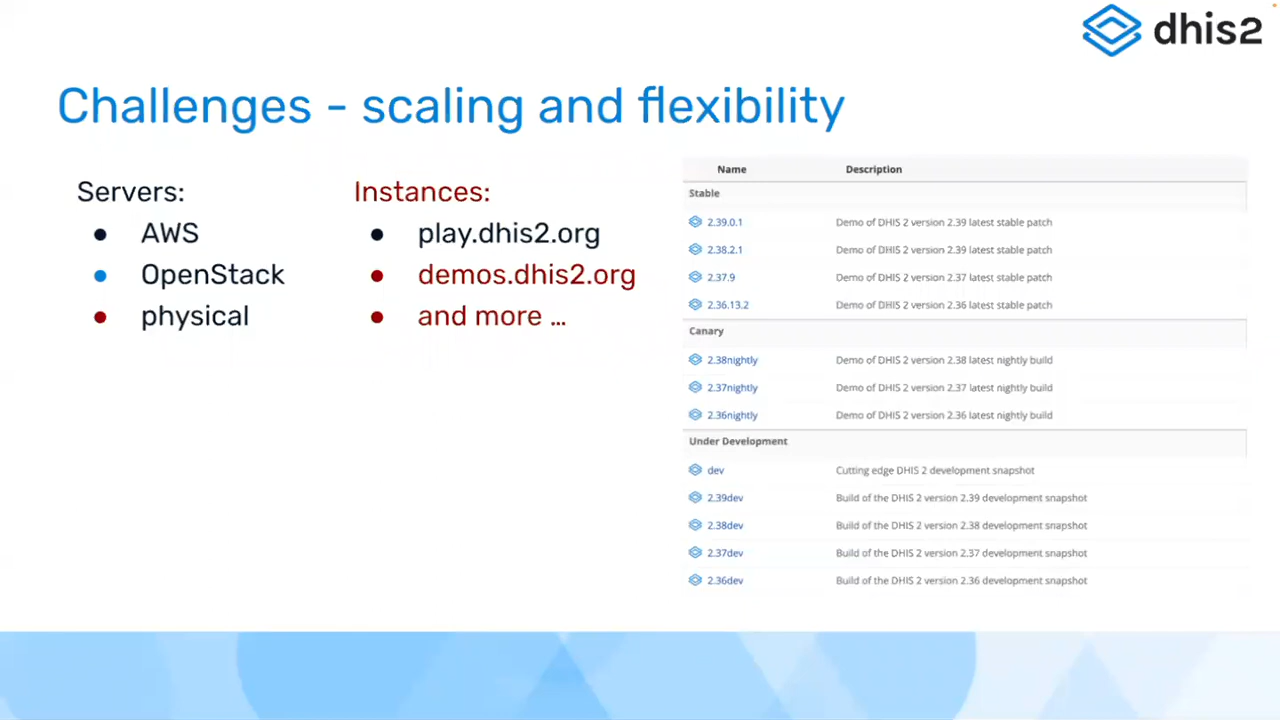 dhis2
Challenges - scaling and flexibility
Servers:
AWS
OpenStack
physical
Instances:
play.dhis2.org
demos.dhis2.org
and more …
Name Description
Stable
2.39.0.1 Demo of DHIS 2 version 2.39 latest stable patch
2.38.2.1 Demo of DHIS 2 version 2.39 latest stable patch
2.37.9 Demo of DHIS 2 version 2.37 latest stable patch
2.36.13.2 Demo of DHIS 2 version 2.36 latest stable patch
Canary
2.38nightly Demo of DHIS 2 version 2.38 latest nightly build
2.37nightly Demo of DHIS 2 version 2.37 latest nightly build
2.36nightly Demo of DHIS 2 version 2.36 latest nightly build
Under Development
dev Cutting edge DHIS 2 development snapshot
2.39dev Build of the DHIS 2 version 2.39 development snapshot
2.38dev Build of the DHIS 2 version 2.38 development snapshot
2.37dev Build of the DHIS 2 version 2.37 development snapshot
2.36dev Build of the DHIS 2 version 2.36 development snapshot